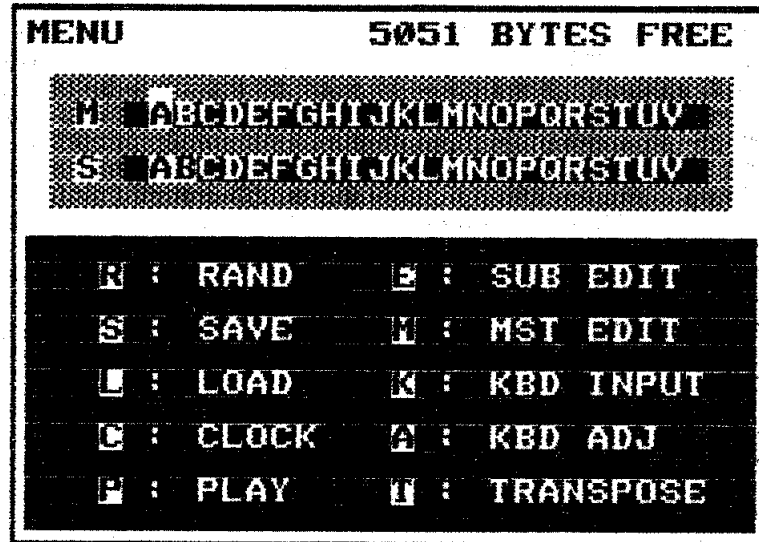 MENU 5051 BYTES FREE
M ABCDEFGHIJKLMNOPQRSTUV
S ABCDEFGHIJKLMNOPQRSTUV
R : RAND E : SUB EDIT
S : SAVE M : MST EDIT
L : LOAD K : KBD INPUT
C : CLOCK A : KBD ADJ
P : PLAY T : TRANSPOSE